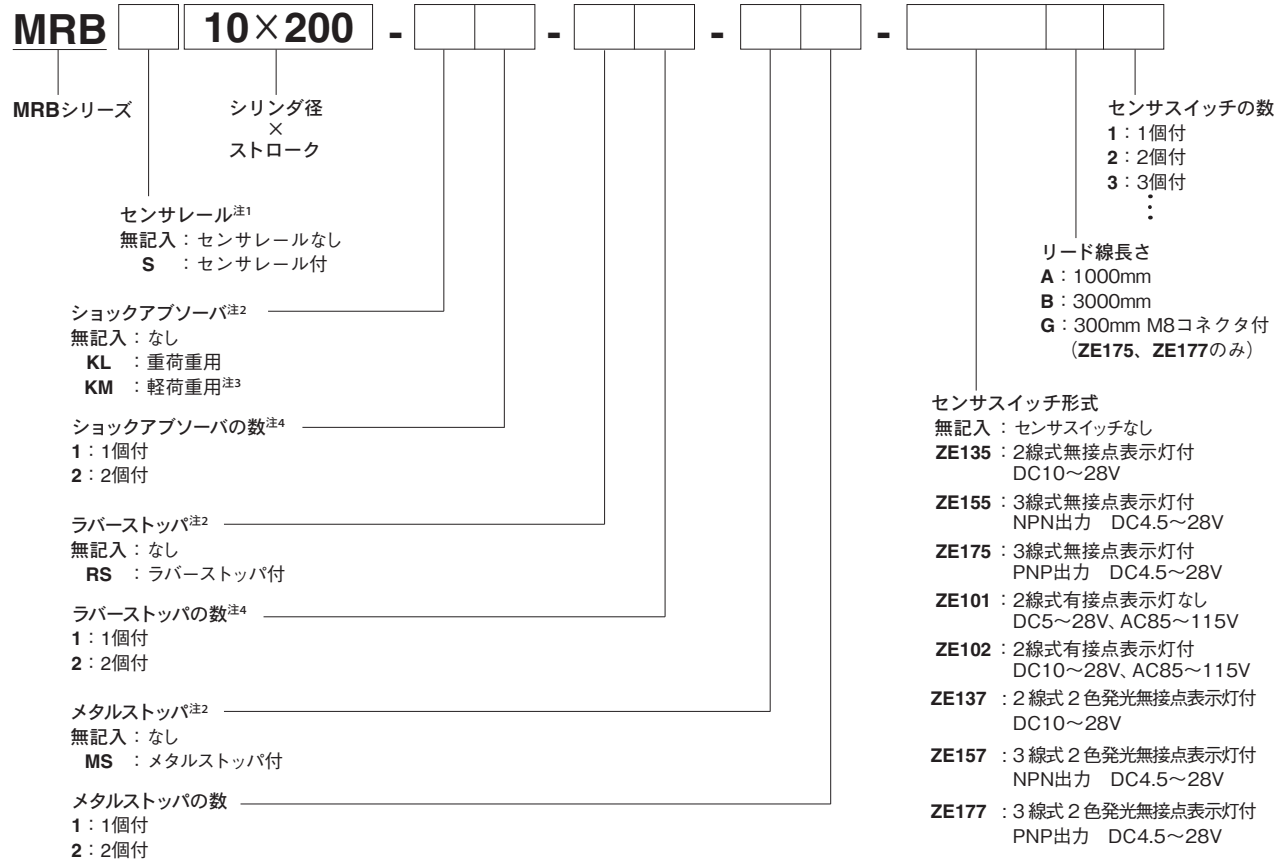 MRB 10×200 - - - -
MRBシリーズ
シリンダ径
×
ストローク
センサレール注1
無記入：センサレールなし
S ：センサレール付
ショックアブソーバ注2
無記入：なし
KL ：重荷重用
KM ：軽荷重用注3
ショックアブソーバの数注4
1：1個付
2：2個付
ラバーストッパ注2
無記入：なし
RS ：ラバーストッパ付
ラバーストッパの数注4
1：1個付
2：2個付
メタルストッパ注2
無記入：なし
MS ：メタルストッパ付
メタルストッパの数
1：1個付
2：2個付
センサスイッチの数
1：1個付
2：2個付
3：3個付
⋮
リード線長さ
A：1000mm
B：3000mm
G：300mm M8コネクタ付
（ZE175、ZE177のみ）
センサスイッチ形式
無記入：センサスイッチなし
ZE135：2線式無接点表示灯付
DC10〜28V
ZE155：3線式無接点表示灯付
NPN出力 DC4.5〜28V
ZE175：3線式無接点表示灯付
PNP出力 DC4.5〜28V
ZE101：2線式有接点表示灯なし
DC5〜28V、AC85〜115V
ZE102：2線式有接点表示灯付
DC10〜28V、AC85〜115V
ZE137：2線式2色発光無接点表示灯付
DC10〜28V
ZE157：3線式2色発光無接点表示灯付
NPN出力 DC4.5〜28V
ZE177：3線式2色発光無接点表示灯付
PNP出力 DC4.5〜28V